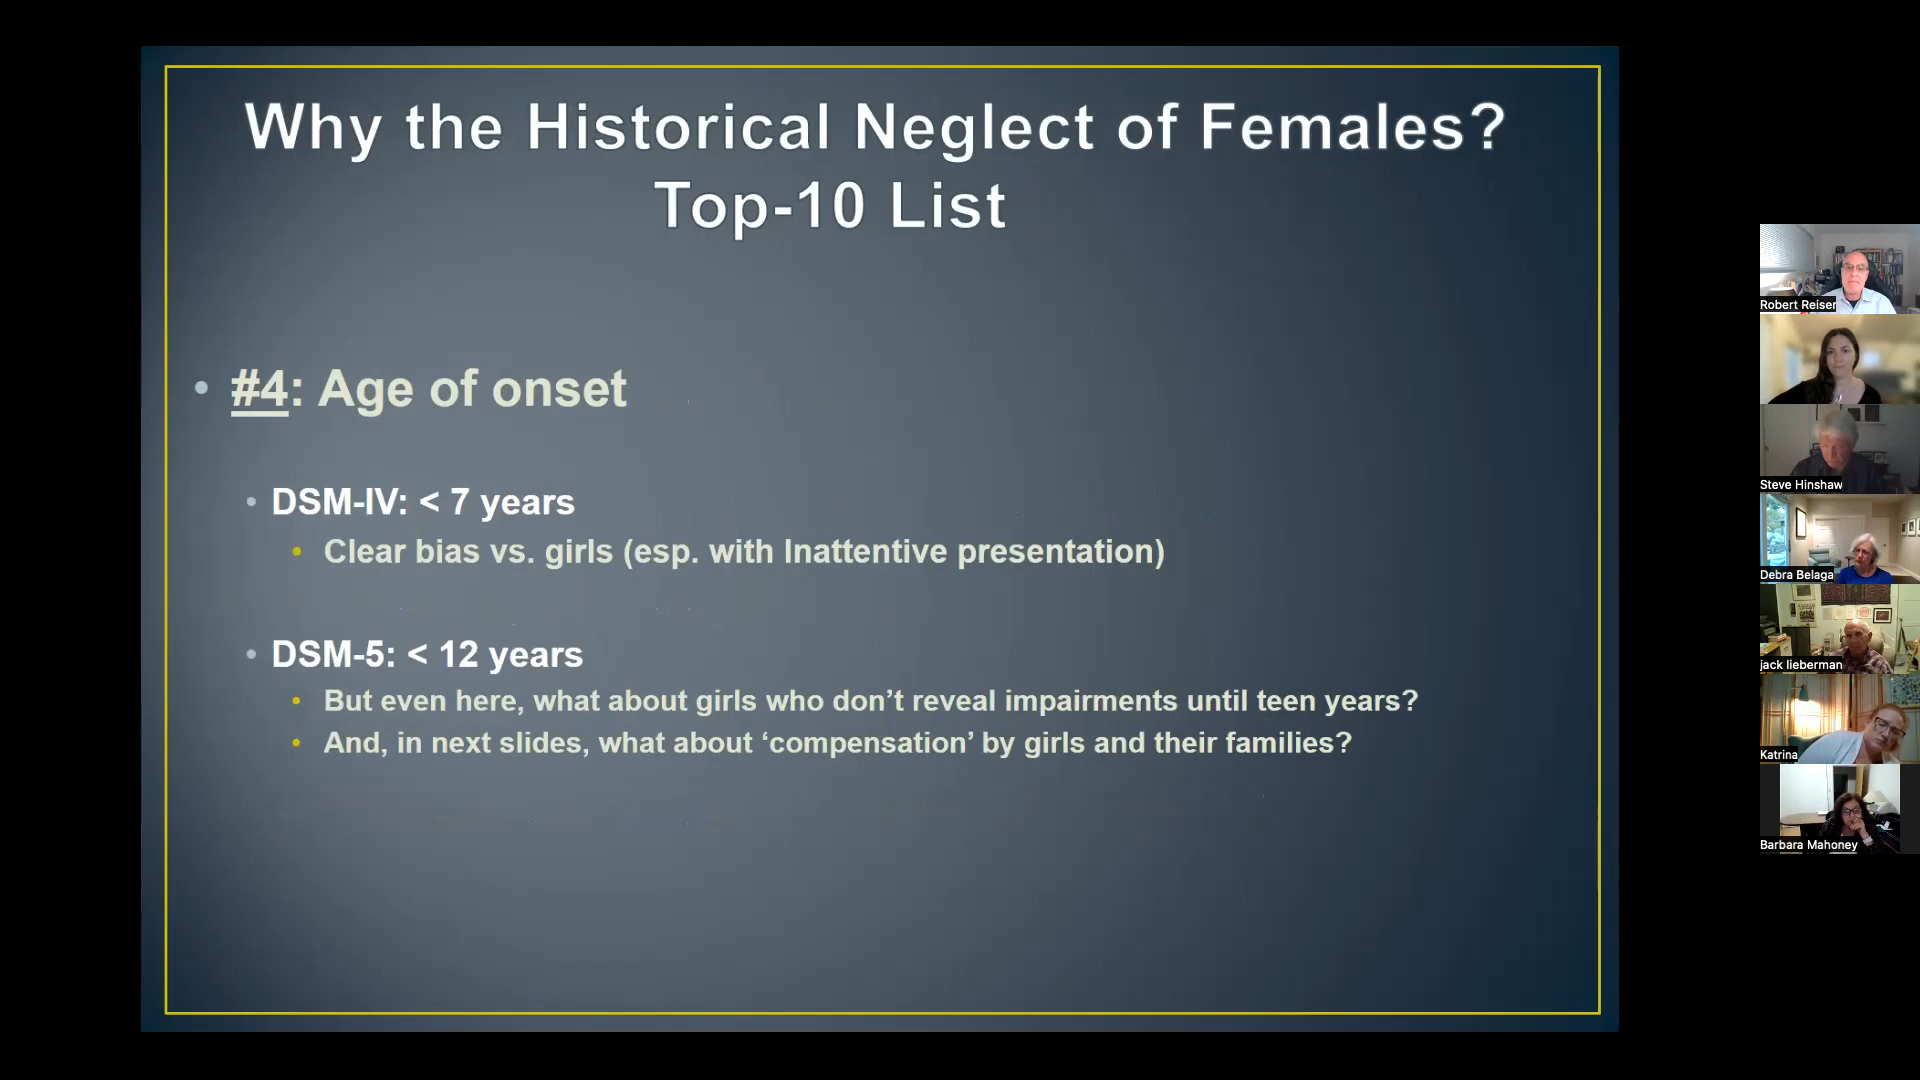 Why the Historical Neglect of Females?
Top-10 List
• #4: Age of onset
• DSM-IV: < 7 years
• Clear bias vs. girls (esp. with Inattentive presentation)
• DSM-5: < 12 years
• But even here, what about girls who don’t reveal impairments until teen years?
• And, in next slides, what about ‘compensation’ by girls and their families?
Robert Reiser
Steve Hinshaw
Debra Belaga
jack lieberman
Katrina
Barbara Mahoney